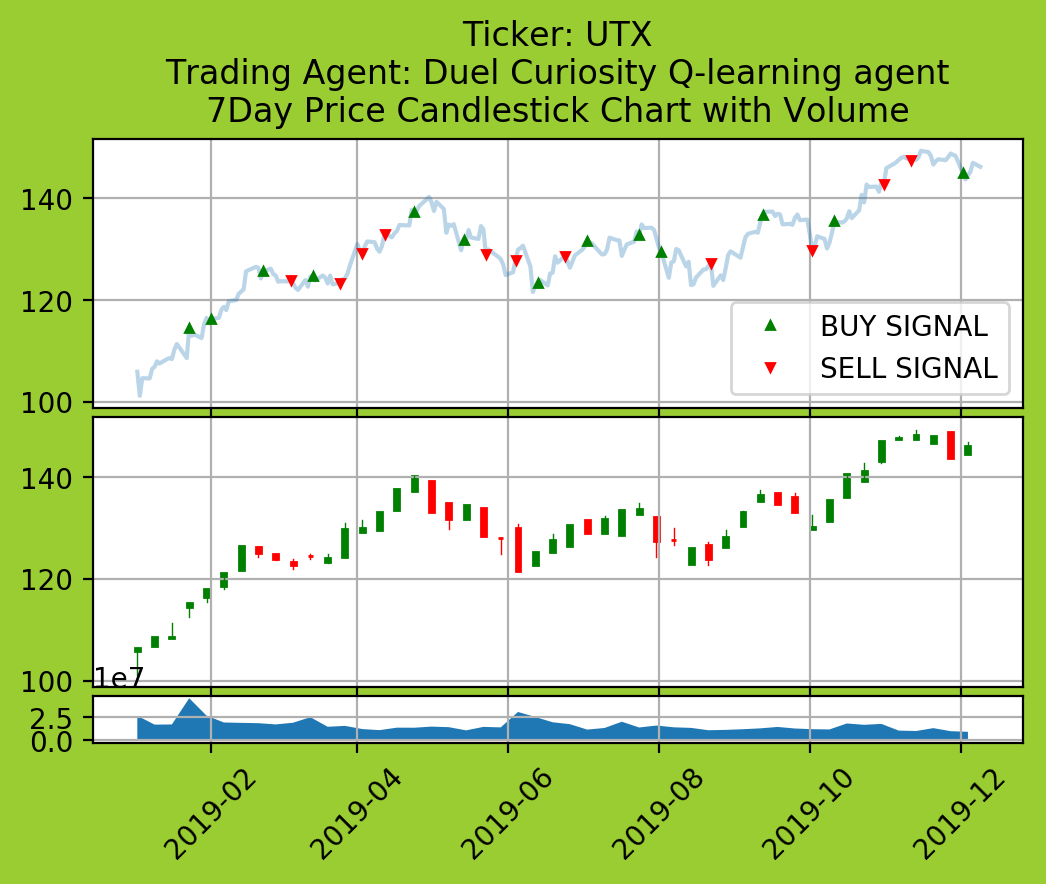 Ticker: UTX
Trading Agent: Duel Curiosity Q-learning agent
7Day Price Candlestick Chart with Volume
140
120
100
BUY SIGNAL
SELL SIGNAL
140
120
100
1e7
2.5
0.0
2019-02
2019-04
2019-06
2019-08
2019-10
2019-12